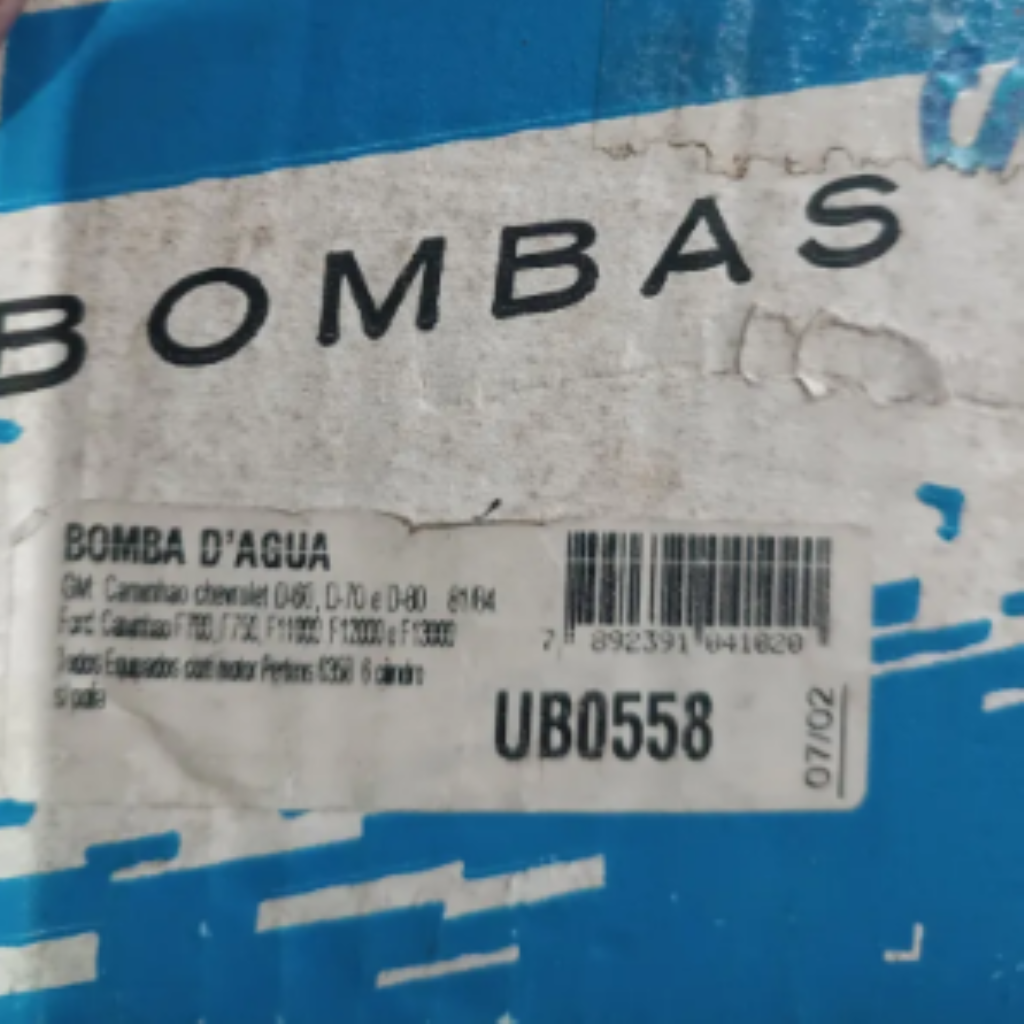 BOMBAS
BOMBA D'AGUA
GM: Caminhao chevrolet D-60, D-70 e D-80 81/84
Ford: Caminhao F700, F750, F11000, F12000 e F13000
Todos Equipados com motor Perkins 6358 6 cilindro
s/ polia
7 892391 041020
UB0558
07/02